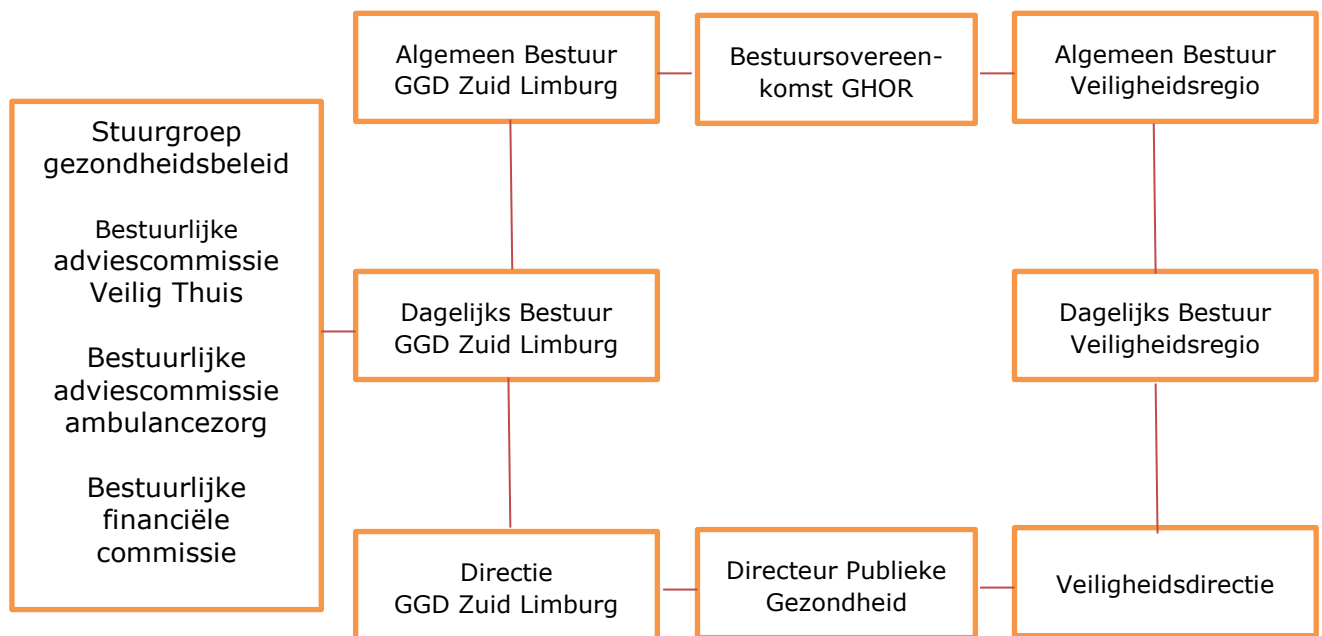 Algemeen Bestuur
GGD Zuid Limburg
Bestuursovereen-
komst GHOR
Algemeen Bestuur
Veiligheidsregio
Stuurgroep
gezondheidsbeleid
Bestuurlijke
adviescommissie
Veilig Thuis
Bestuurlijke
adviescommissie
ambulancezorg
Bestuurlijke
financiële
commissie
Dagelijks Bestuur
GGD Zuid Limburg
Dagelijks Bestuur
Veiligheidsregio
Directie
GGD Zuid Limburg
Directeur Publieke
Gezondheid
Veiligheidsdirectie